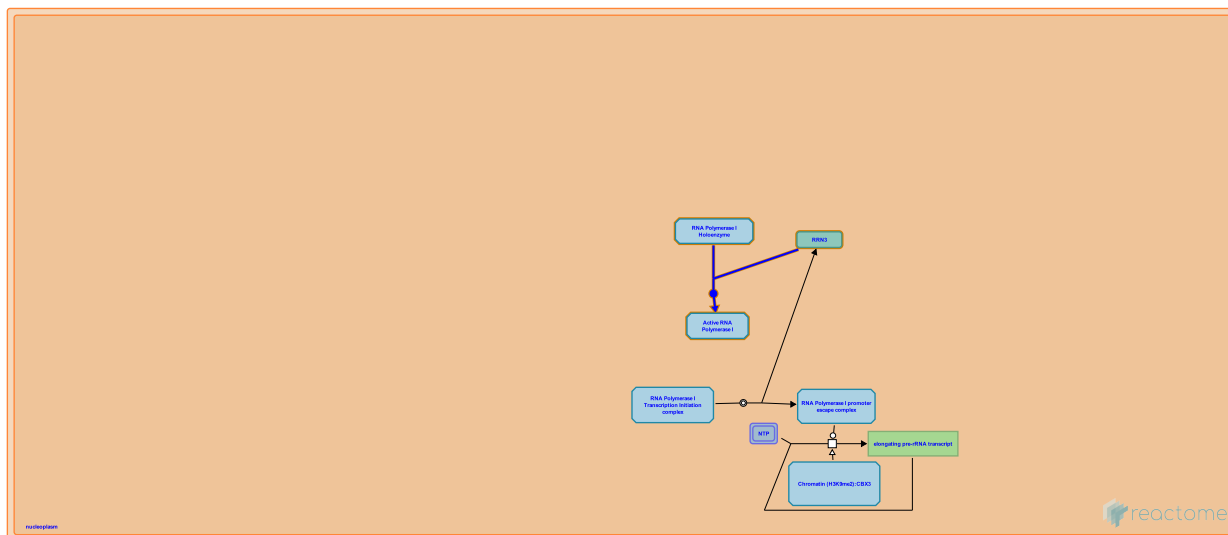 RNA Polymerase I
Holoenzyme
RRN3
Active RNA
Polymerase I
RNA Polymerase I
Transcription Initiation
complex
RNA Polymerase I promoter
escape complex
NTP
elongating pre-rRNA transcript
Chromatin (H3K9me2):CBX3
nucleoplasm
reactome